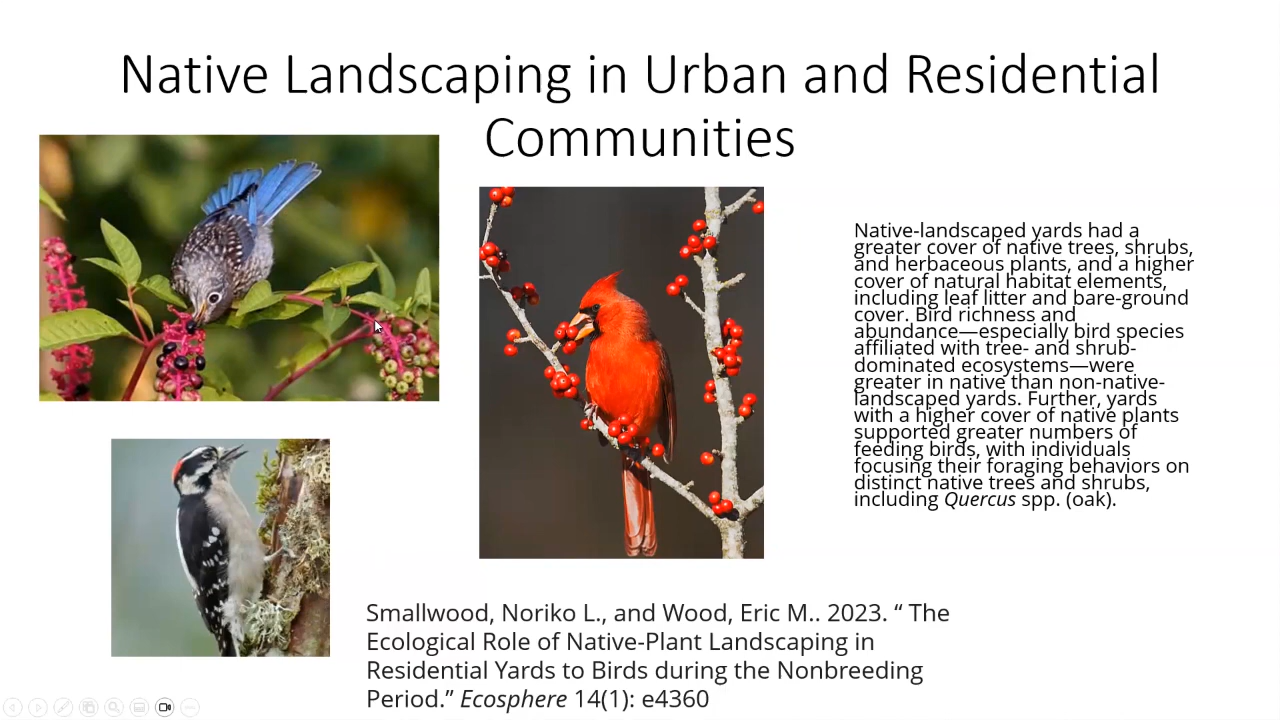 Native Landscaping in Urban and Residential
Communities
Native-landscaped yards had a
greater cover of native trees, shrubs,
and herbaceous plants, and a higher
cover of natural habitat elements,
including leaf litter and bare-ground
cover. Bird richness and
abundance—especially bird species
affiliated with tree- and shrub-
dominated ecosystems—were
greater in native than non-native-
landscaped yards. Further, yards
with a higher cover of native plants
supported greater numbers of
feeding birds, with individuals
focusing their foraging behaviors on
distinct native trees and shrubs,
including Quercus spp. (oak).
Smallwood, Noriko L., and Wood, Eric M.. 2023. “ The
Ecological Role of Native-Plant Landscaping in
Residential Yards to Birds during the Nonbreeding
Period.” Ecosphere 14(1): e4360